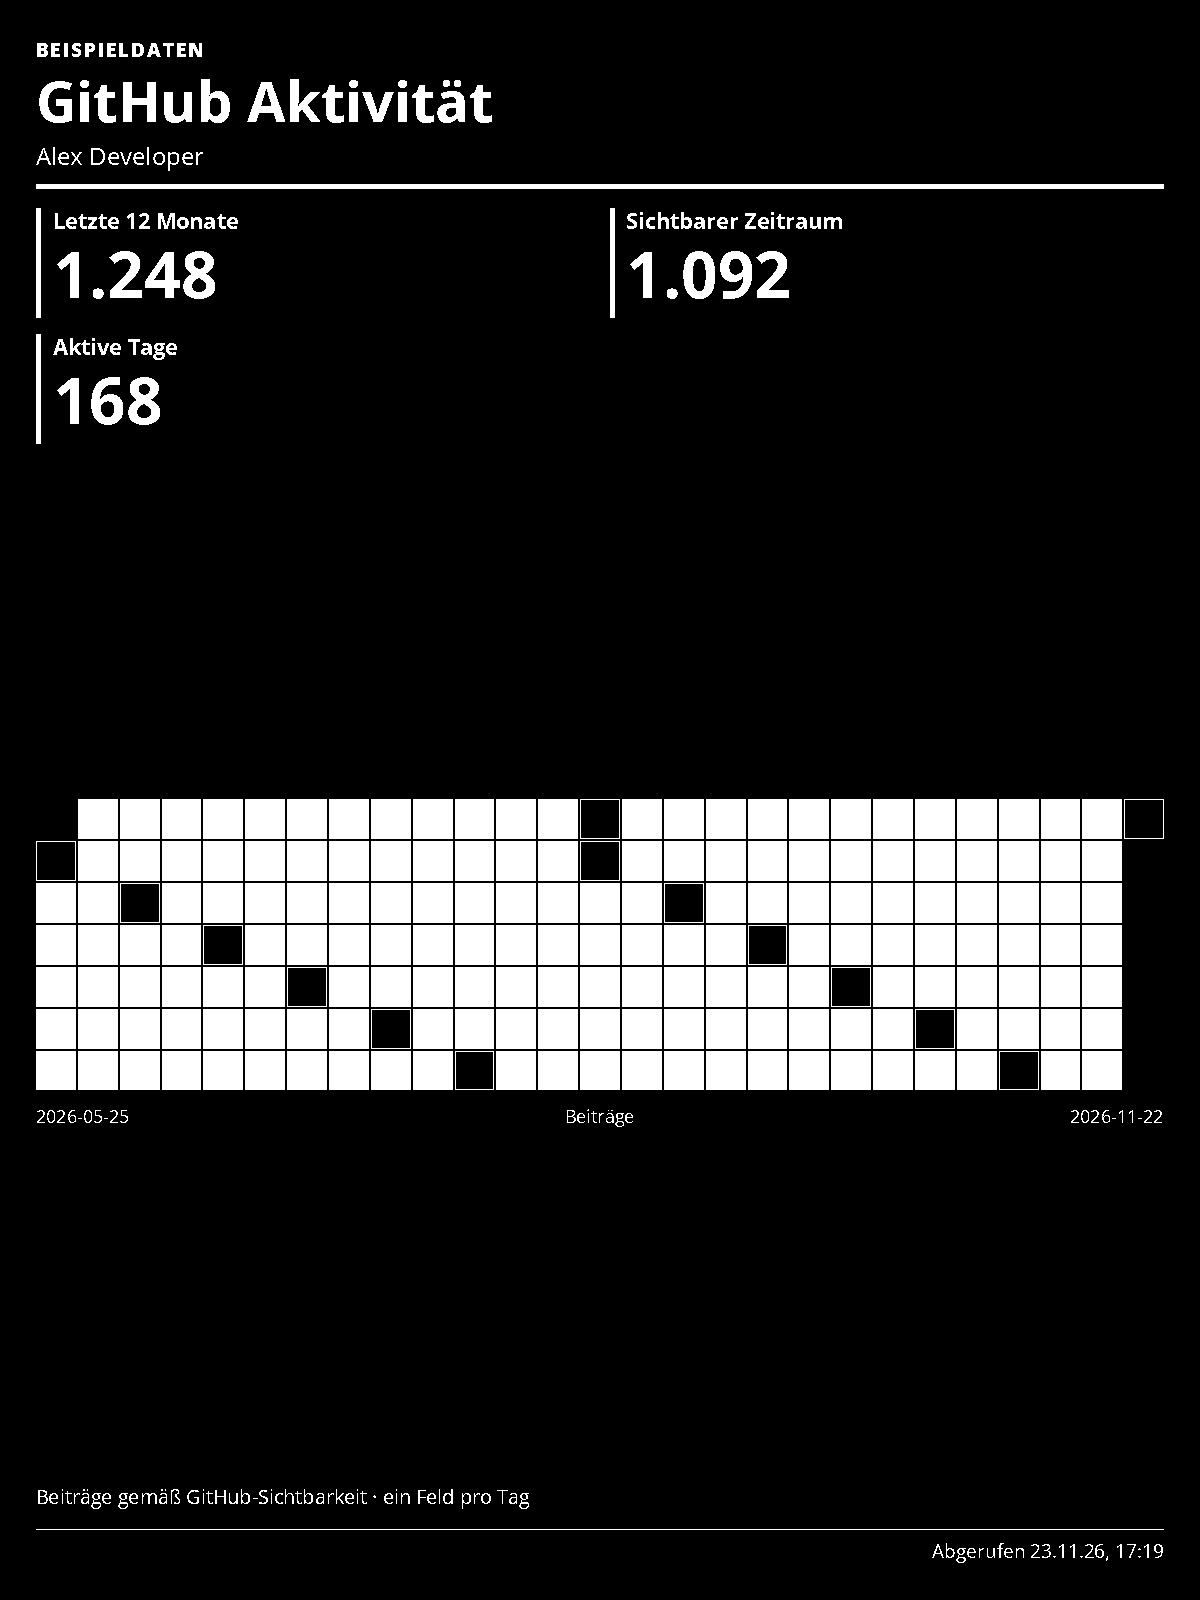 BEISPIELDATEN
GitHub Aktivität
Alex Developer
Letzte 12 Monate
1.248
Sichtbarer Zeitraum
1.092
Aktive Tage
168
2026-05-25
Beiträge
2026-11-22
Beiträge gemäß GitHub-Sichtbarkeit · ein Feld pro Tag
Abgerufen 23.11.26, 17:19